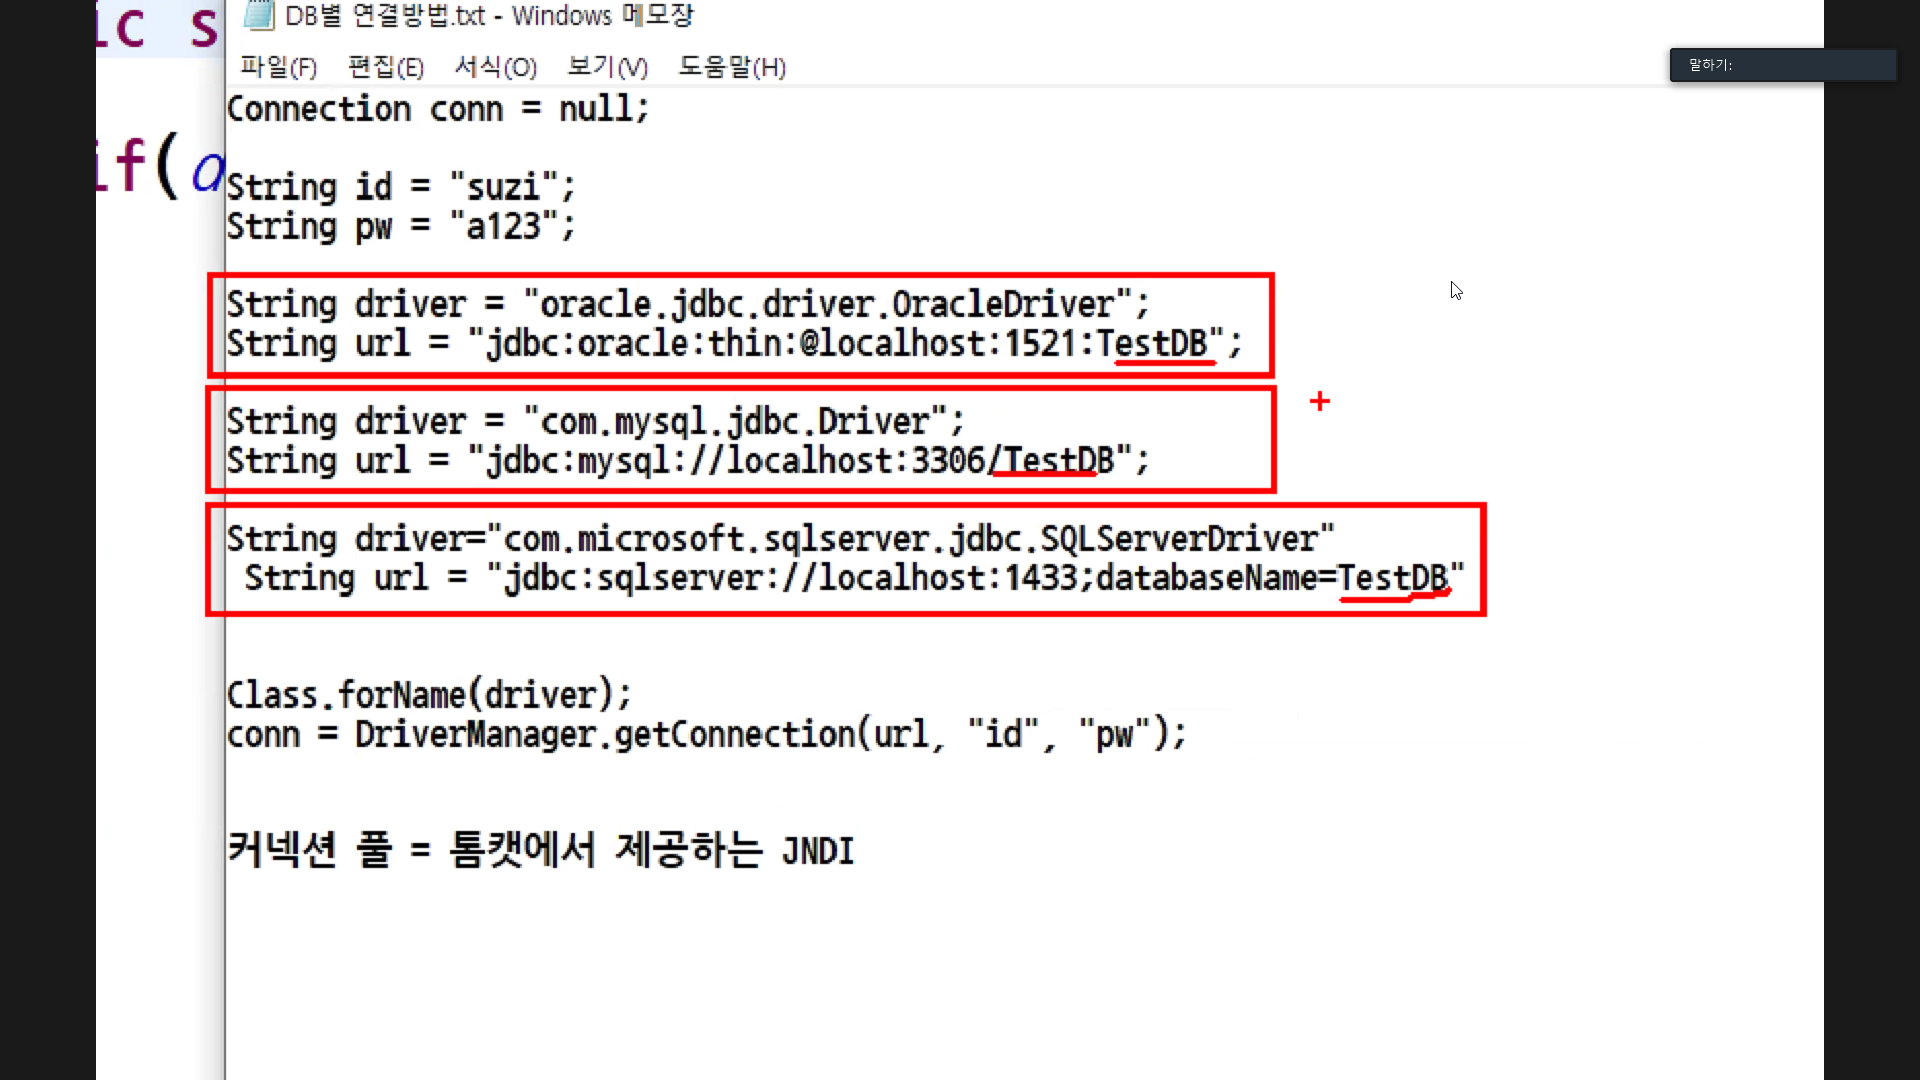 ic s
DB별 연결방법.txt - Windows 메모장
파일(F) 편집(E) 서식(O) 보기(V) 도움말(H)
말하기:
Connection conn = null;
if(a
String id = "suzi";
String pw = "a123";
String driver = "oracle.jdbc.driver.OracleDriver";
String url = "jdbc:oracle:thin:@localhost:1521:TestDB";
String driver = "com.mysql.jdbc.Driver";
String url = "jdbc:mysql://localhost:3306/TestDB";
String driver="com.microsoft.sqlserver.jdbc.SQLServerDriver"
String url = "jdbc:sqlserver://localhost:1433;databaseName=TestDB"
Class.forName(driver);
conn = DriverManager.getConnection(url, "id", "pw");
커넥션 풀 = 톰캣에서 제공하는 JNDI